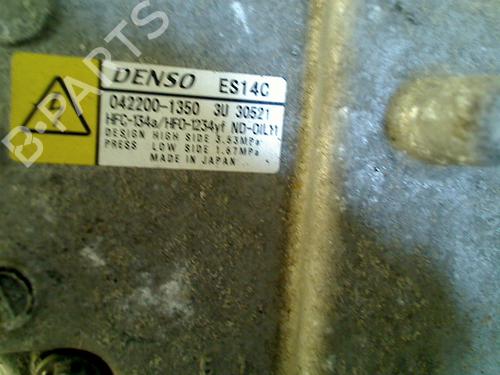 B-PARTS
DENSO ES14C
042200-1350 3U 30521
HFC-134a/HFO-1234yf ND-OIL11
DESIGN HIGH SIDE 3.53MPa
PRESS LOW SIDE 1.67MPa
MADE IN JAPAN